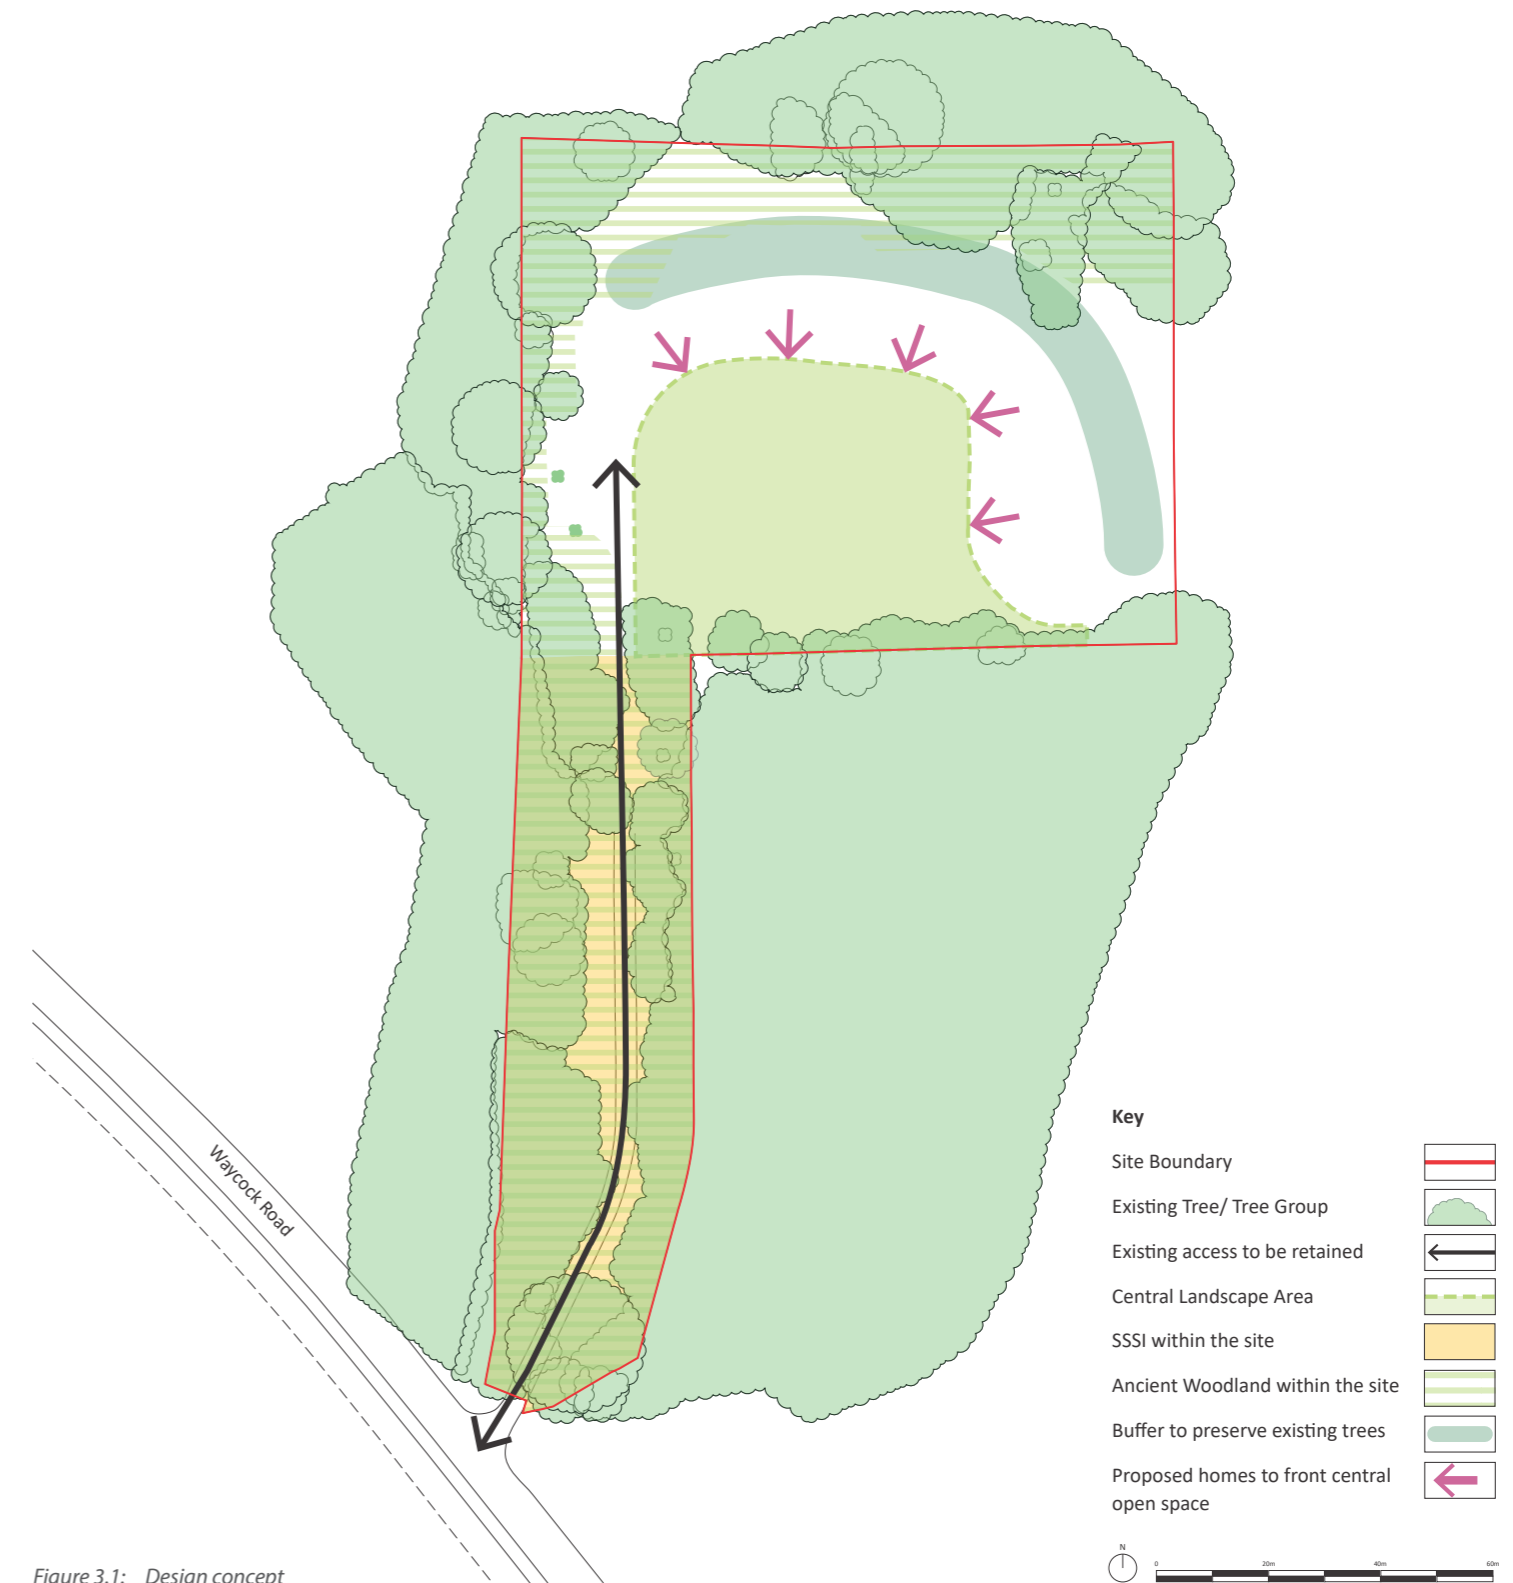 Waycock Road
Key
Site Boundary
Existing Tree/ Tree Group
Existing access to be retained
Central Landscape Area
SSSI within the site
Ancient Woodland within the site
Buffer to preserve existing trees
Proposed homes to front central
open space
N
0 20m 40m 60m
Figure 3.1: Design concept